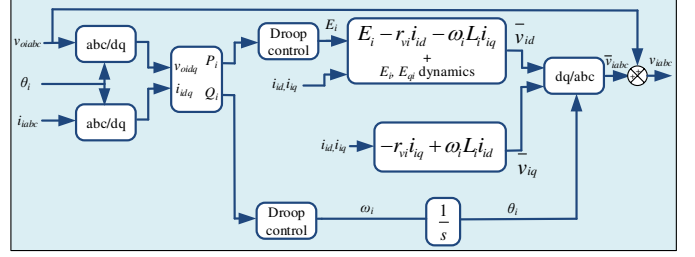 v_oiabc
abc/dq
θ_i
i_iabc
abc/dq
v_oidq P_i
i_idq Q_i
Droop
control
E_i
i_id,i_iq
E_i − r_vi i_id − ω_i L_i i_iq
+
E_i, E_qi dynamics
v̄_id
i_id,i_iq
−r_vi i_iq + ω_i L_i i_id
v̄_iq
dq/abc
v̄_iabc
v_iabc
Droop
control
ω_i
1
s
θ_i